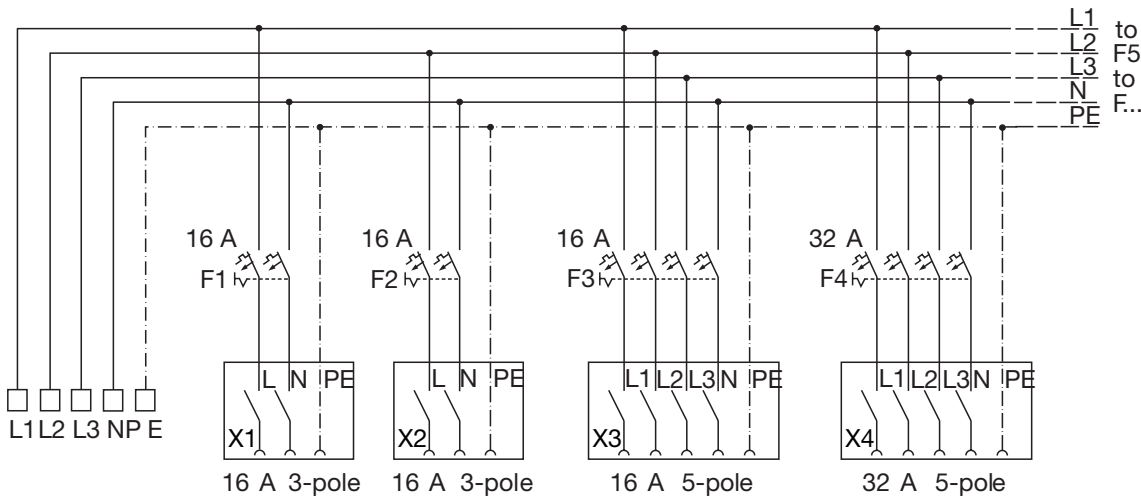 L1
to
L2
F5
L3
to
N
F...
PE
16 A
16 A
16 A
32 A
F1
F2
F3
F4
L N PE
L N PE
L1 L2 L3 N PE
L1 L2 L3 N PE
X1
X2
X3
X4
L1 L2 L3 NP E
16 A 3-pole
16 A 3-pole
16 A 5-pole
32 A 5-pole